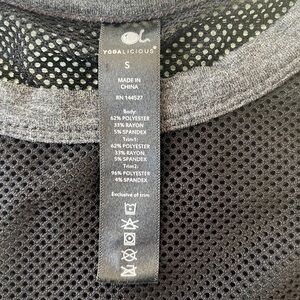 YOGALICIOUS
S
MADE IN
CHINA
RN 144527
Body:
62% POLYESTER
33% RAYON
5% SPANDEX
Trim1:
62% POLYESTER
33% RAYON
5% SPANDEX
Trim2:
96% POLYESTER
4% SPANDEX
Exclusive of trim